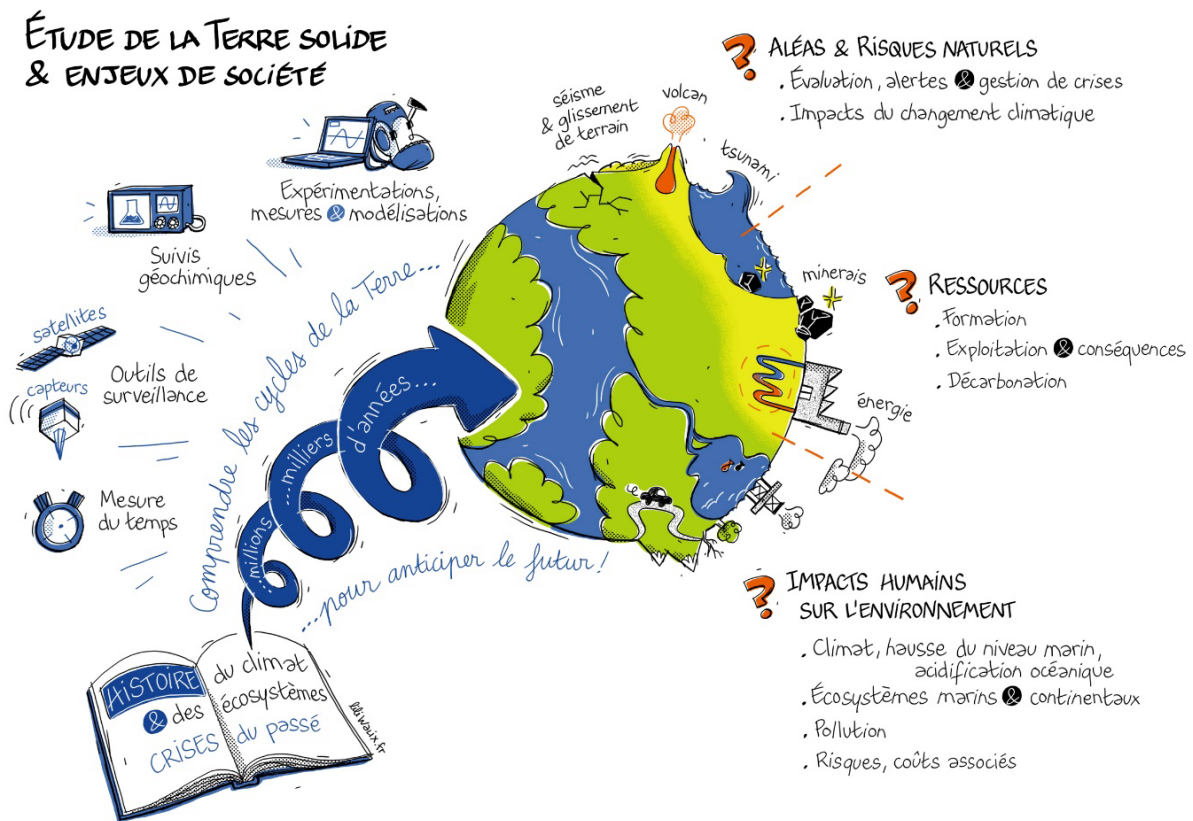 ÉTUDE DE LA TERRE SOLIDE
& ENJEUX DE SOCIÉTÉ
Expérimentations,
mesures & modélisations
Suivis
géochimiques
satellites
capteurs
Outils de
surveillance
Mesure
du temps
Comprendre les cycles de la Terre...
...millions
...milliers
d'années...
...pour anticiper le futur!
HISTOIRE du climat
& des écosystèmes
CRISES du passé
liliwaix.fr
séisme
& glissement
de terrain
volcan
tsunami
minerais
énergie
? ALÉAS & RISQUES NATURELS
. Évaluation, alertes & gestion de crises
. Impacts du changement climatique
? RESSOURCES
. Formation
. Exploitation & conséquences
. Décarbonation
? IMPACTS HUMAINS
SUR L'ENVIRONNEMENT
. Climat, hausse du niveau marin,
acidification océanique
. Écosystèmes marins & continentaux
. Pollution
. Risques, coûts associés